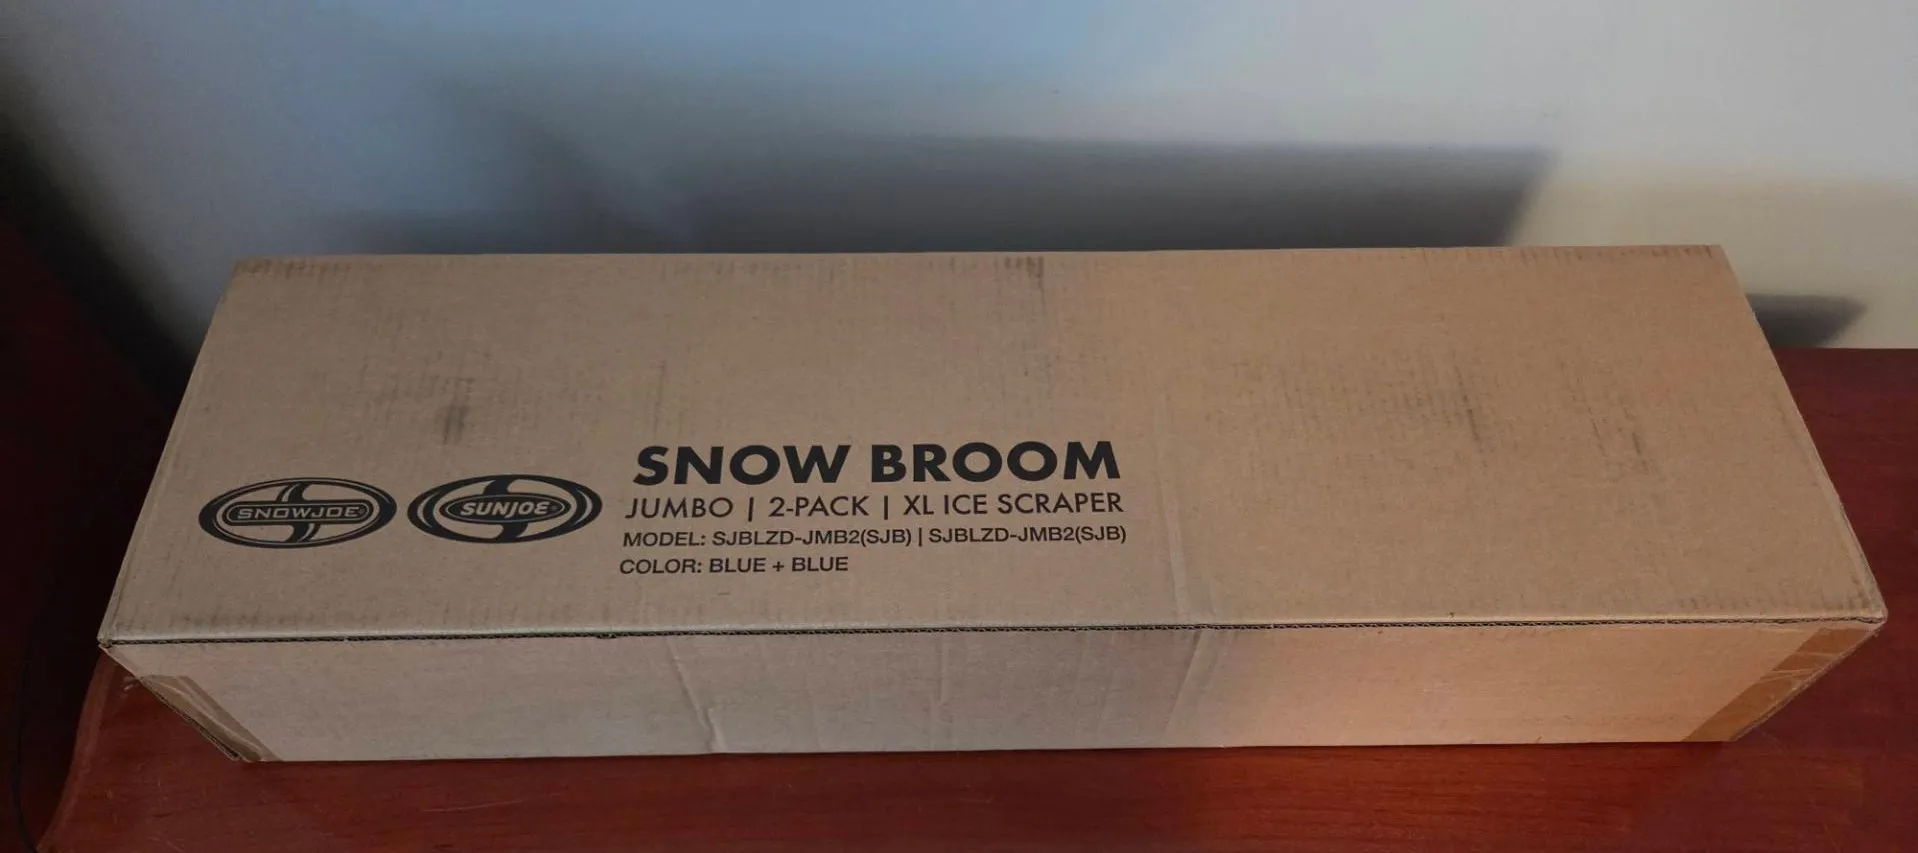 SNOWJOE®
SUNJOE®
SNOW BROOM
JUMBO | 2-PACK | XL ICE SCRAPER
MODEL: SJBLZD-JMB2(SJB) | SJBLZD-JMB2(SJB)
COLOR: BLUE + BLUE